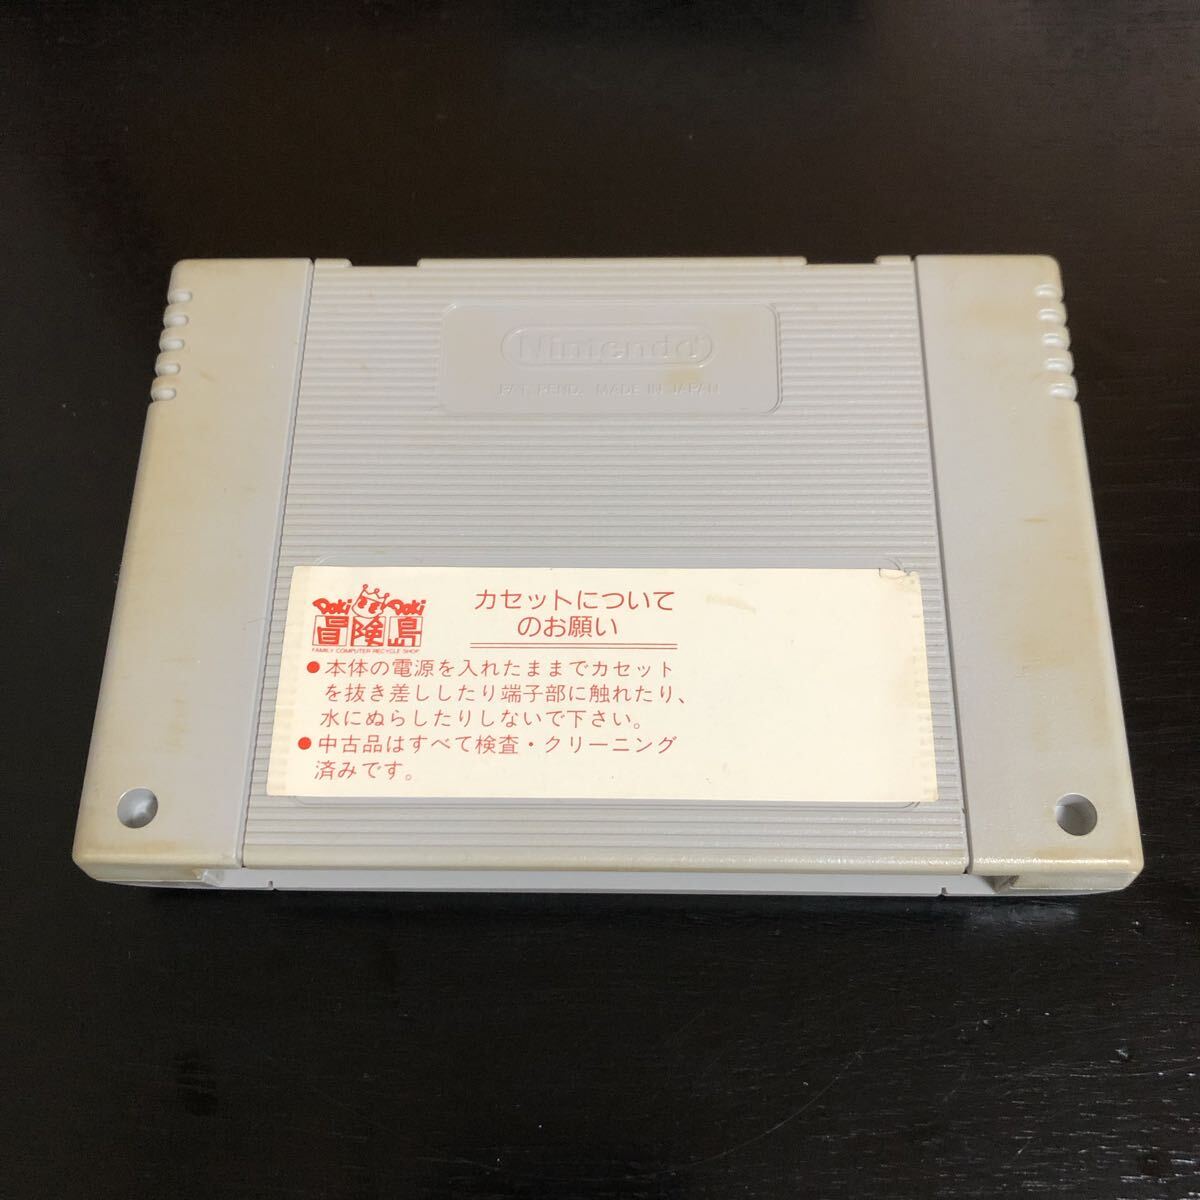 Nintendo
PAT. PEND. MADE IN JAPAN
Doki Doki
冒険島
FAMILY COMPUTER RECYCLE SHOP
カセットについて
のお願い
●本体の電源を入れたままでカセット
を抜き差ししたり端子部に触れたり、
水にぬらしたりしないで下さい。
●中古品はすべて検査・クリーニング
済みです。